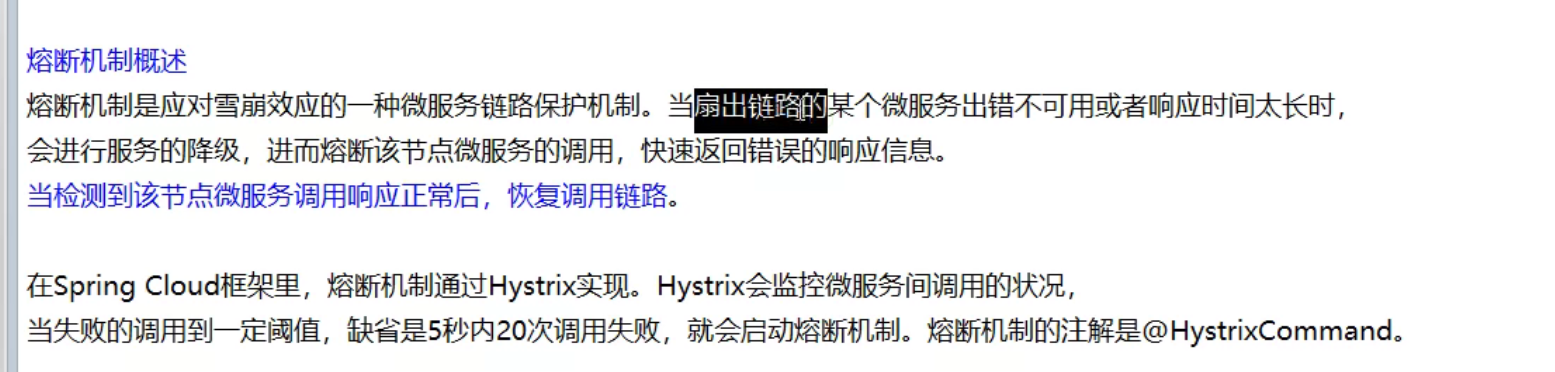 熔断机制概述
熔断机制是应对雪崩效应的一种微服务链路保护机制。当扇出链路的某个微服务出错不可用或者响应时间太长时，
会进行服务的降级，进而熔断该节点微服务的调用，快速返回错误的响应信息。
当检测到该节点微服务调用响应正常后，恢复调用链路。
在Spring Cloud框架里，熔断机制通过Hystrix实现。Hystrix会监控微服务间调用的状况，
当失败的调用到一定阈值，缺省是5秒内20次调用失败，就会启动熔断机制。熔断机制的注解是@HystrixCommand。